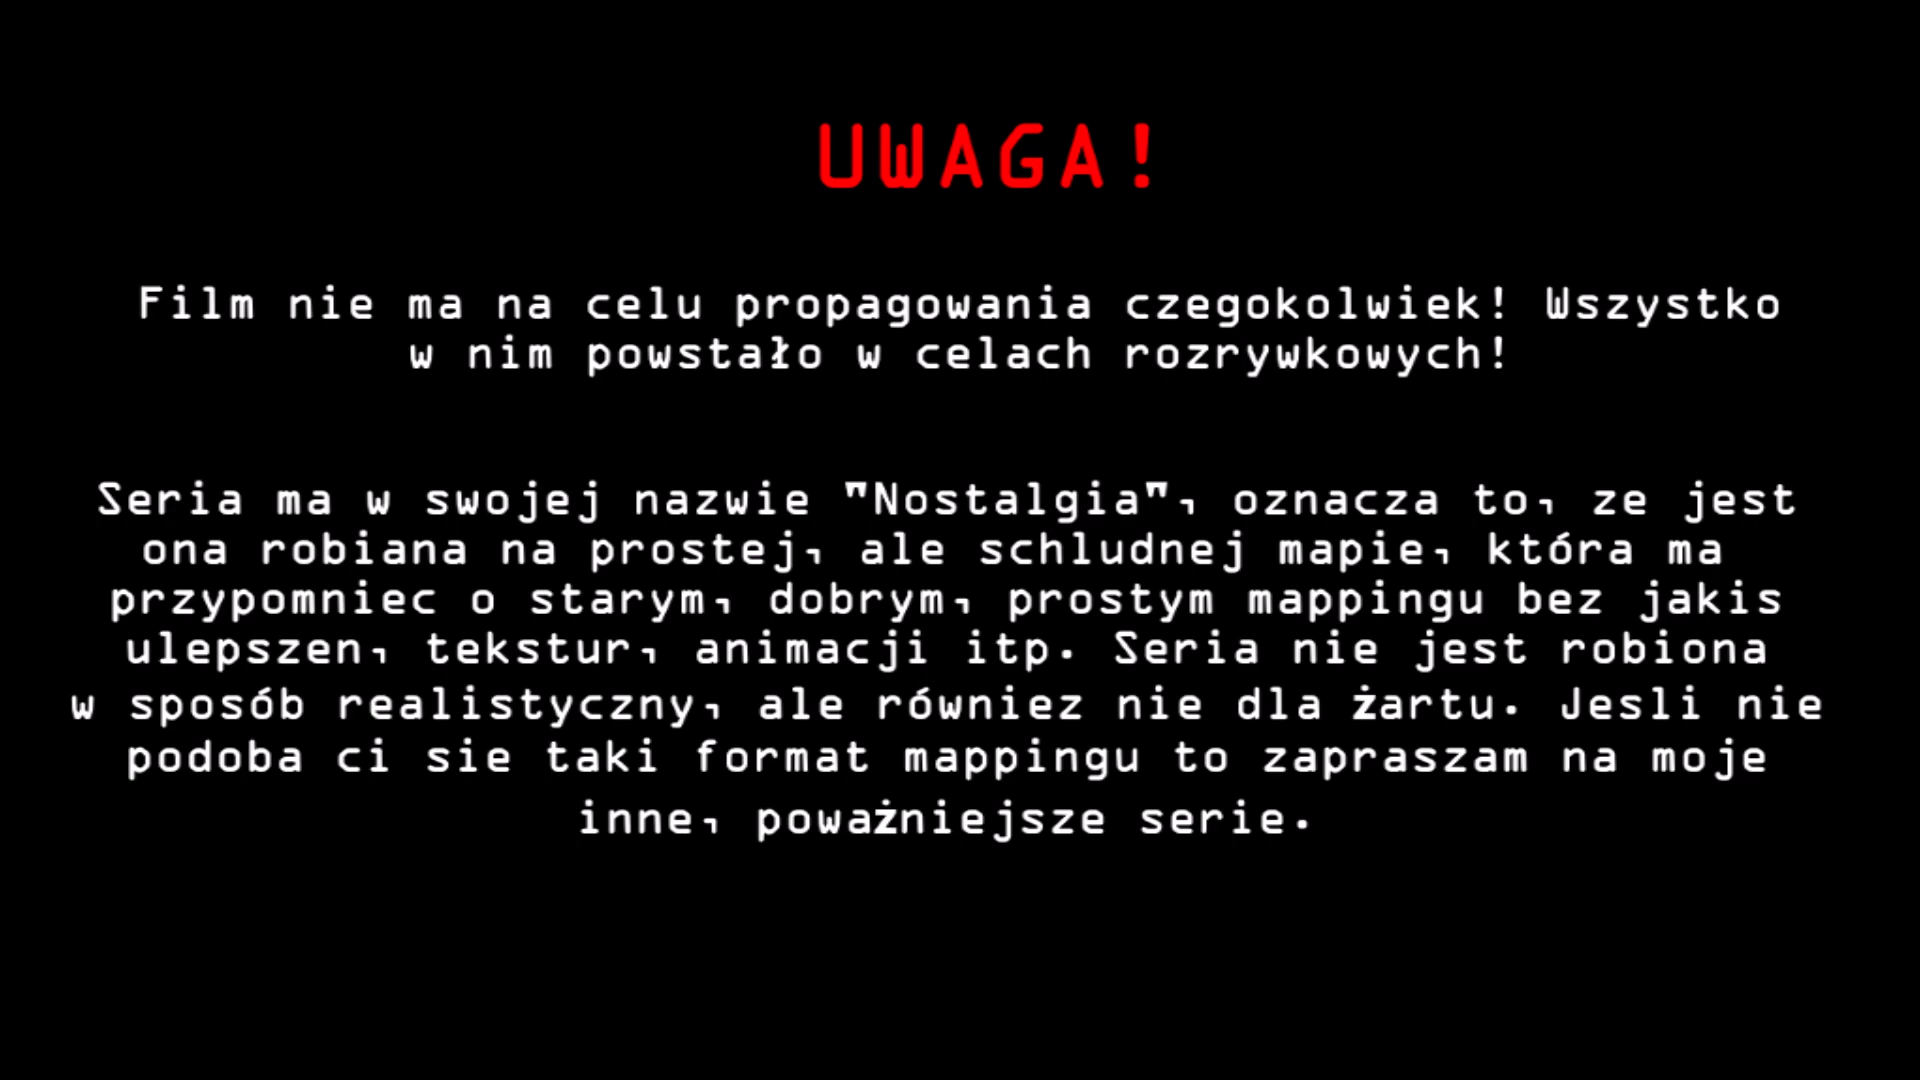 UWAGA!
Film nie ma na celu propagowania czegokolwiek! Wszystko
w nim powstało w celach rozrywkowych!
Seria ma w swojej nazwie "Nostalgia", oznacza to, ze jest
ona robiana na prostej, ale schludnej mapie, która ma
przypomniec o starym, dobrym, prostym mappingu bez jakis
ulepszen, tekstur, animacji itp. Seria nie jest robiona
w sposób realistyczny, ale równiez nie dla żartu. Jesli nie
podoba ci sie taki format mappingu to zapraszam na moje
inne, poważniejsze serie.